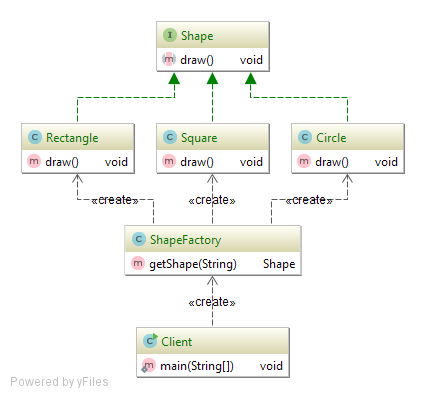 I Shape
m draw() void
C Rectangle
m draw() void
C Square
m draw() void
C Circle
m draw() void
«create» «create» «create»
C ShapeFactory
m getShape(String) Shape
«create»
C Client
m main(String[]) void
Powered by yFiles